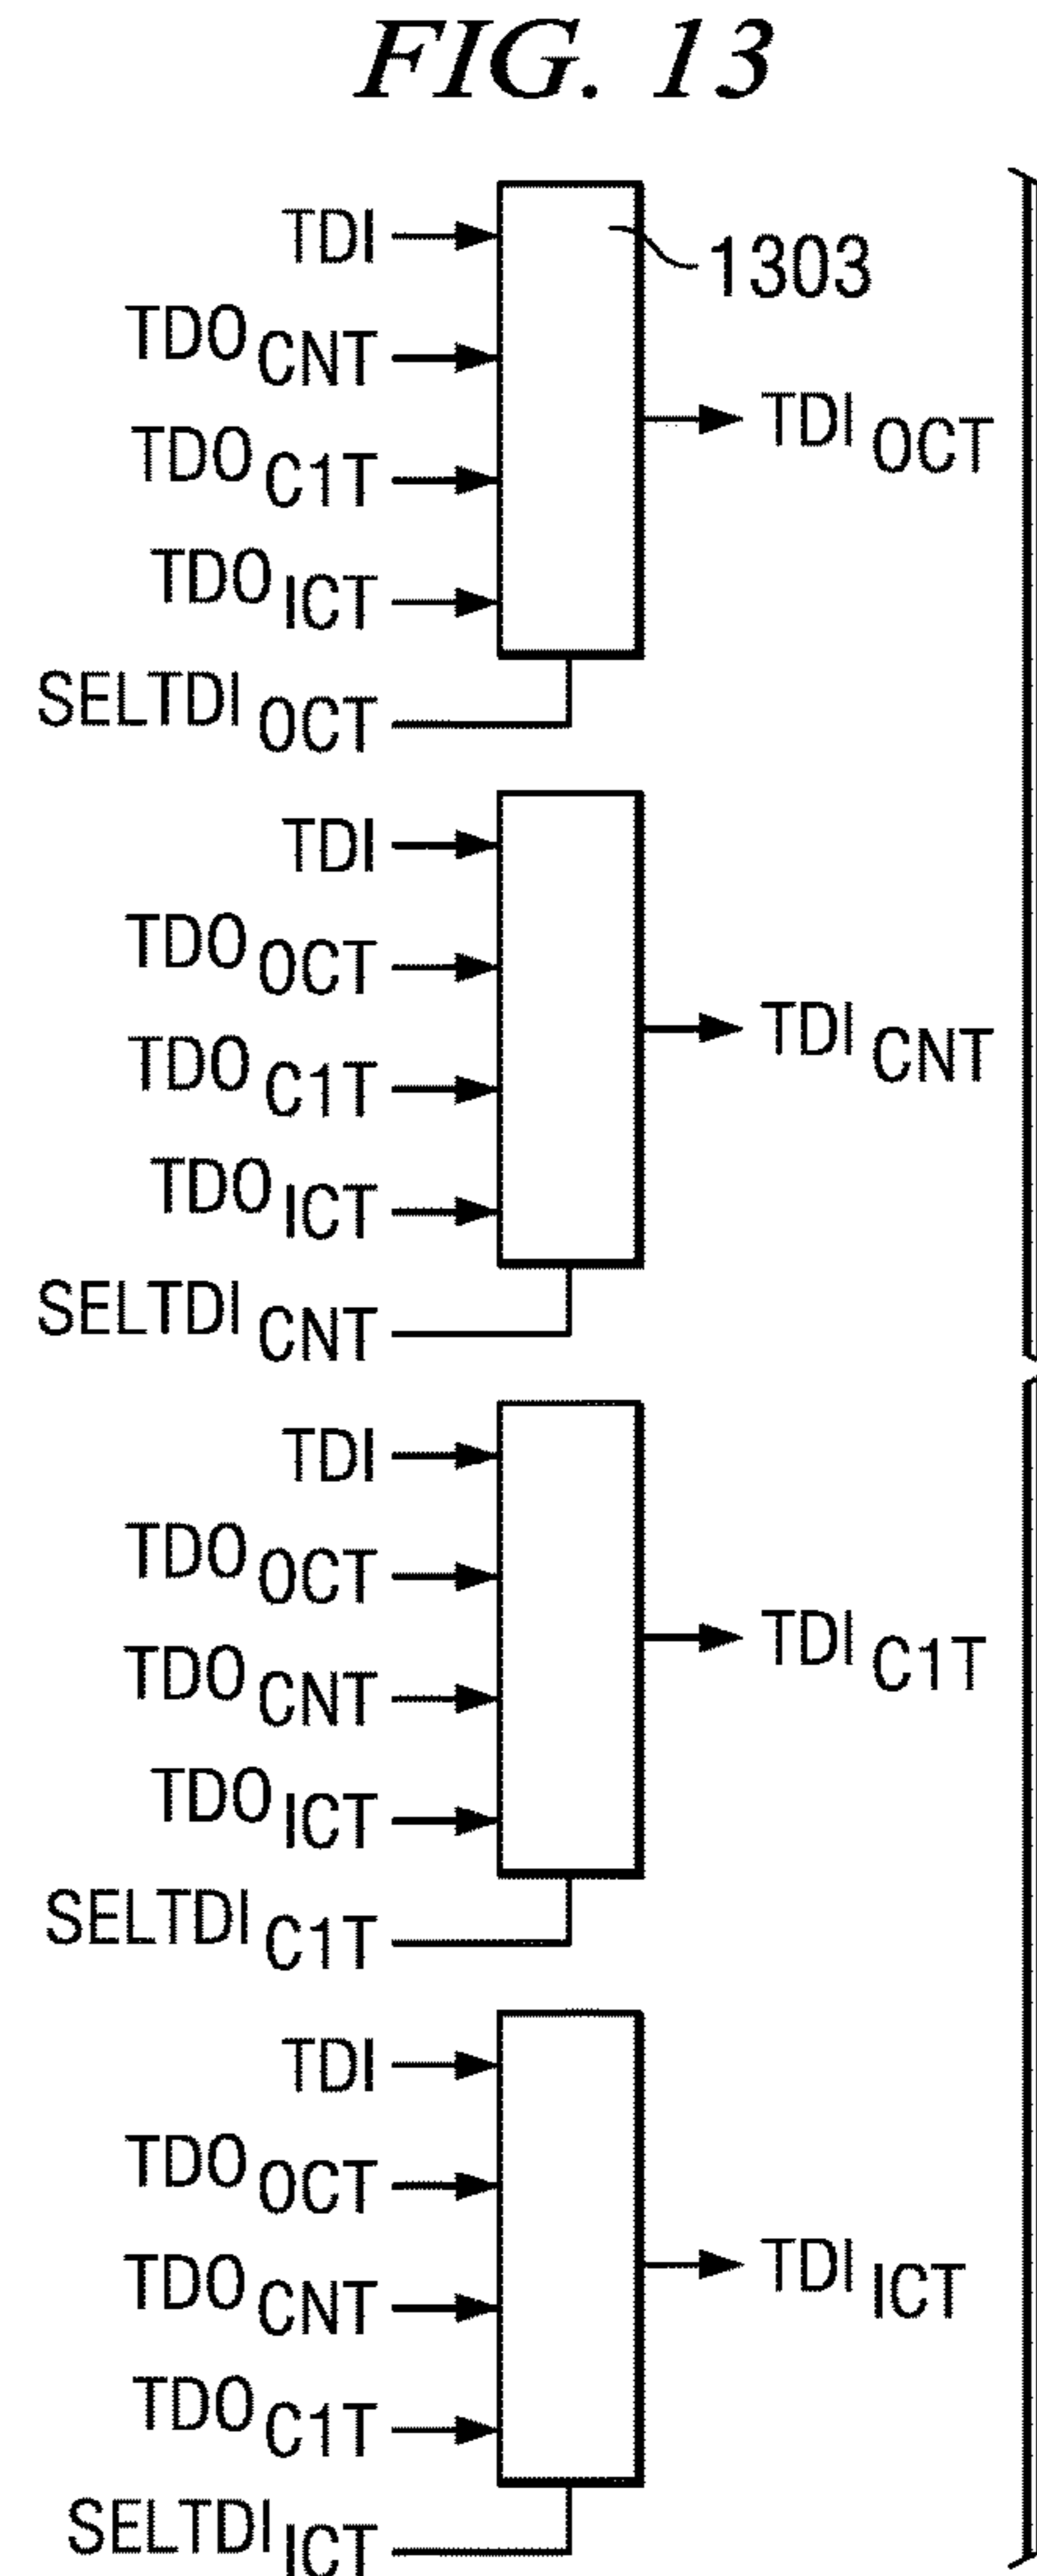 FIG. 13
TDI
1303
TDO CNT
TDI OCT
TDO C1T
TDO ICT
SELTDI OCT
TDI
TDO OCT
TDI CNT
TDO C1T
TDO ICT
SELTDI CNT
TDI
TDO OCT
TDI C1T
TDO CNT
TDO ICT
SELTDI C1T
TDI
TDO OCT
TDI ICT
TDO CNT
TDO C1T
SELTDI ICT